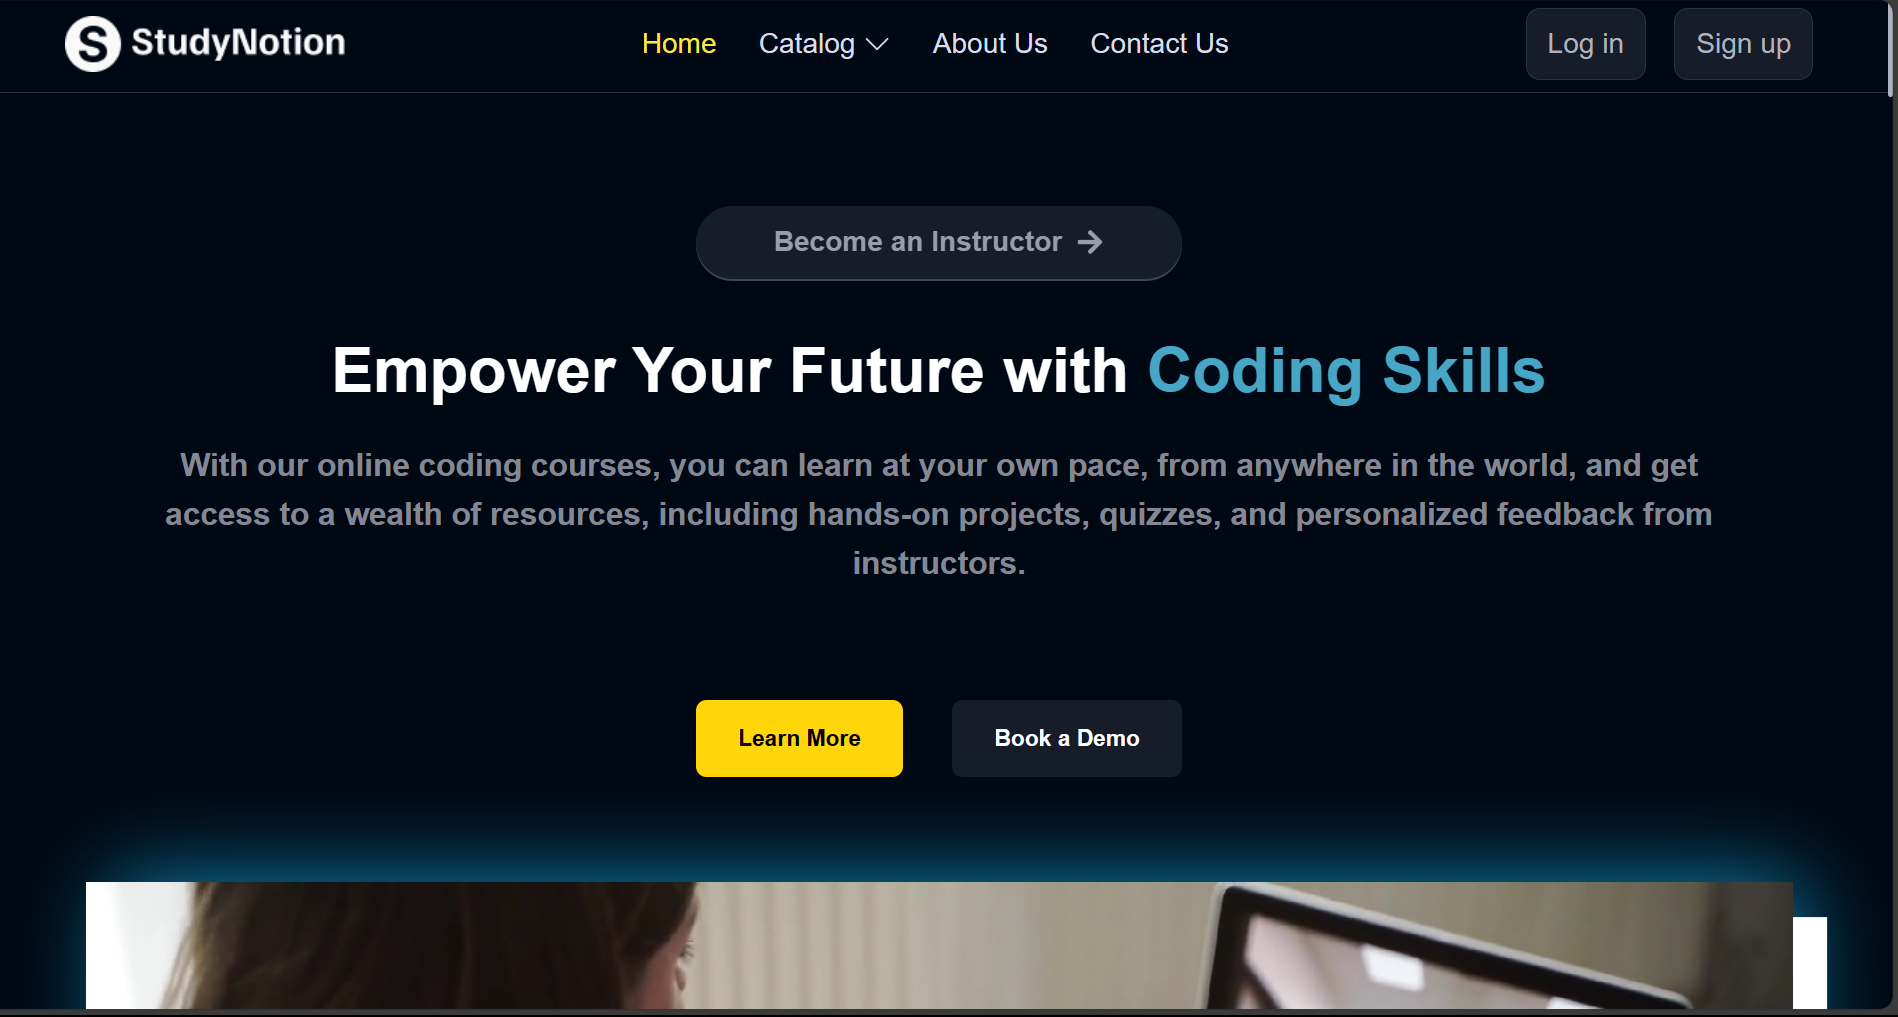 S StudyNotion
Home Catalog About Us Contact Us
Log in Sign up
Become an Instructor
Empower Your Future with Coding Skills
With our online coding courses, you can learn at your own pace, from anywhere in the world, and get
access to a wealth of resources, including hands-on projects, quizzes, and personalized feedback from
instructors.
Learn More Book a Demo